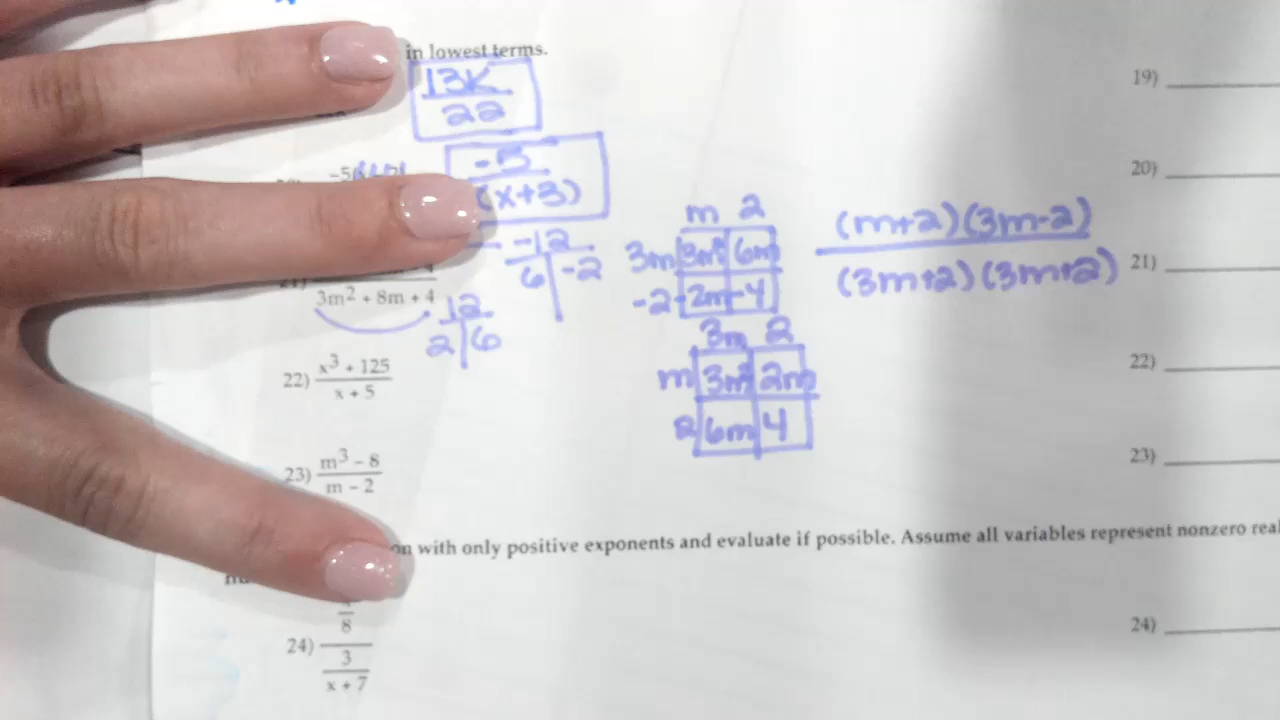 in lowest terms.
19)
13K
22
-5
20)
-5
(x+3)
m 2
(m+2)(3m-2)
(3m+2)(3m+2)
21)
-12
6 -2
3m 3m² 6m
-2 -2m -4
3m² + 8m + 4
12
2 6
3m 2
m 3m² 2m
2 6m 4
22) x³ + 125
x + 5
22)
23) m³ - 8
m - 2
23)
on with only positive exponents and evaluate if possible. Assume all variables represent nonzero real
8
24)
3
x + 7
24)